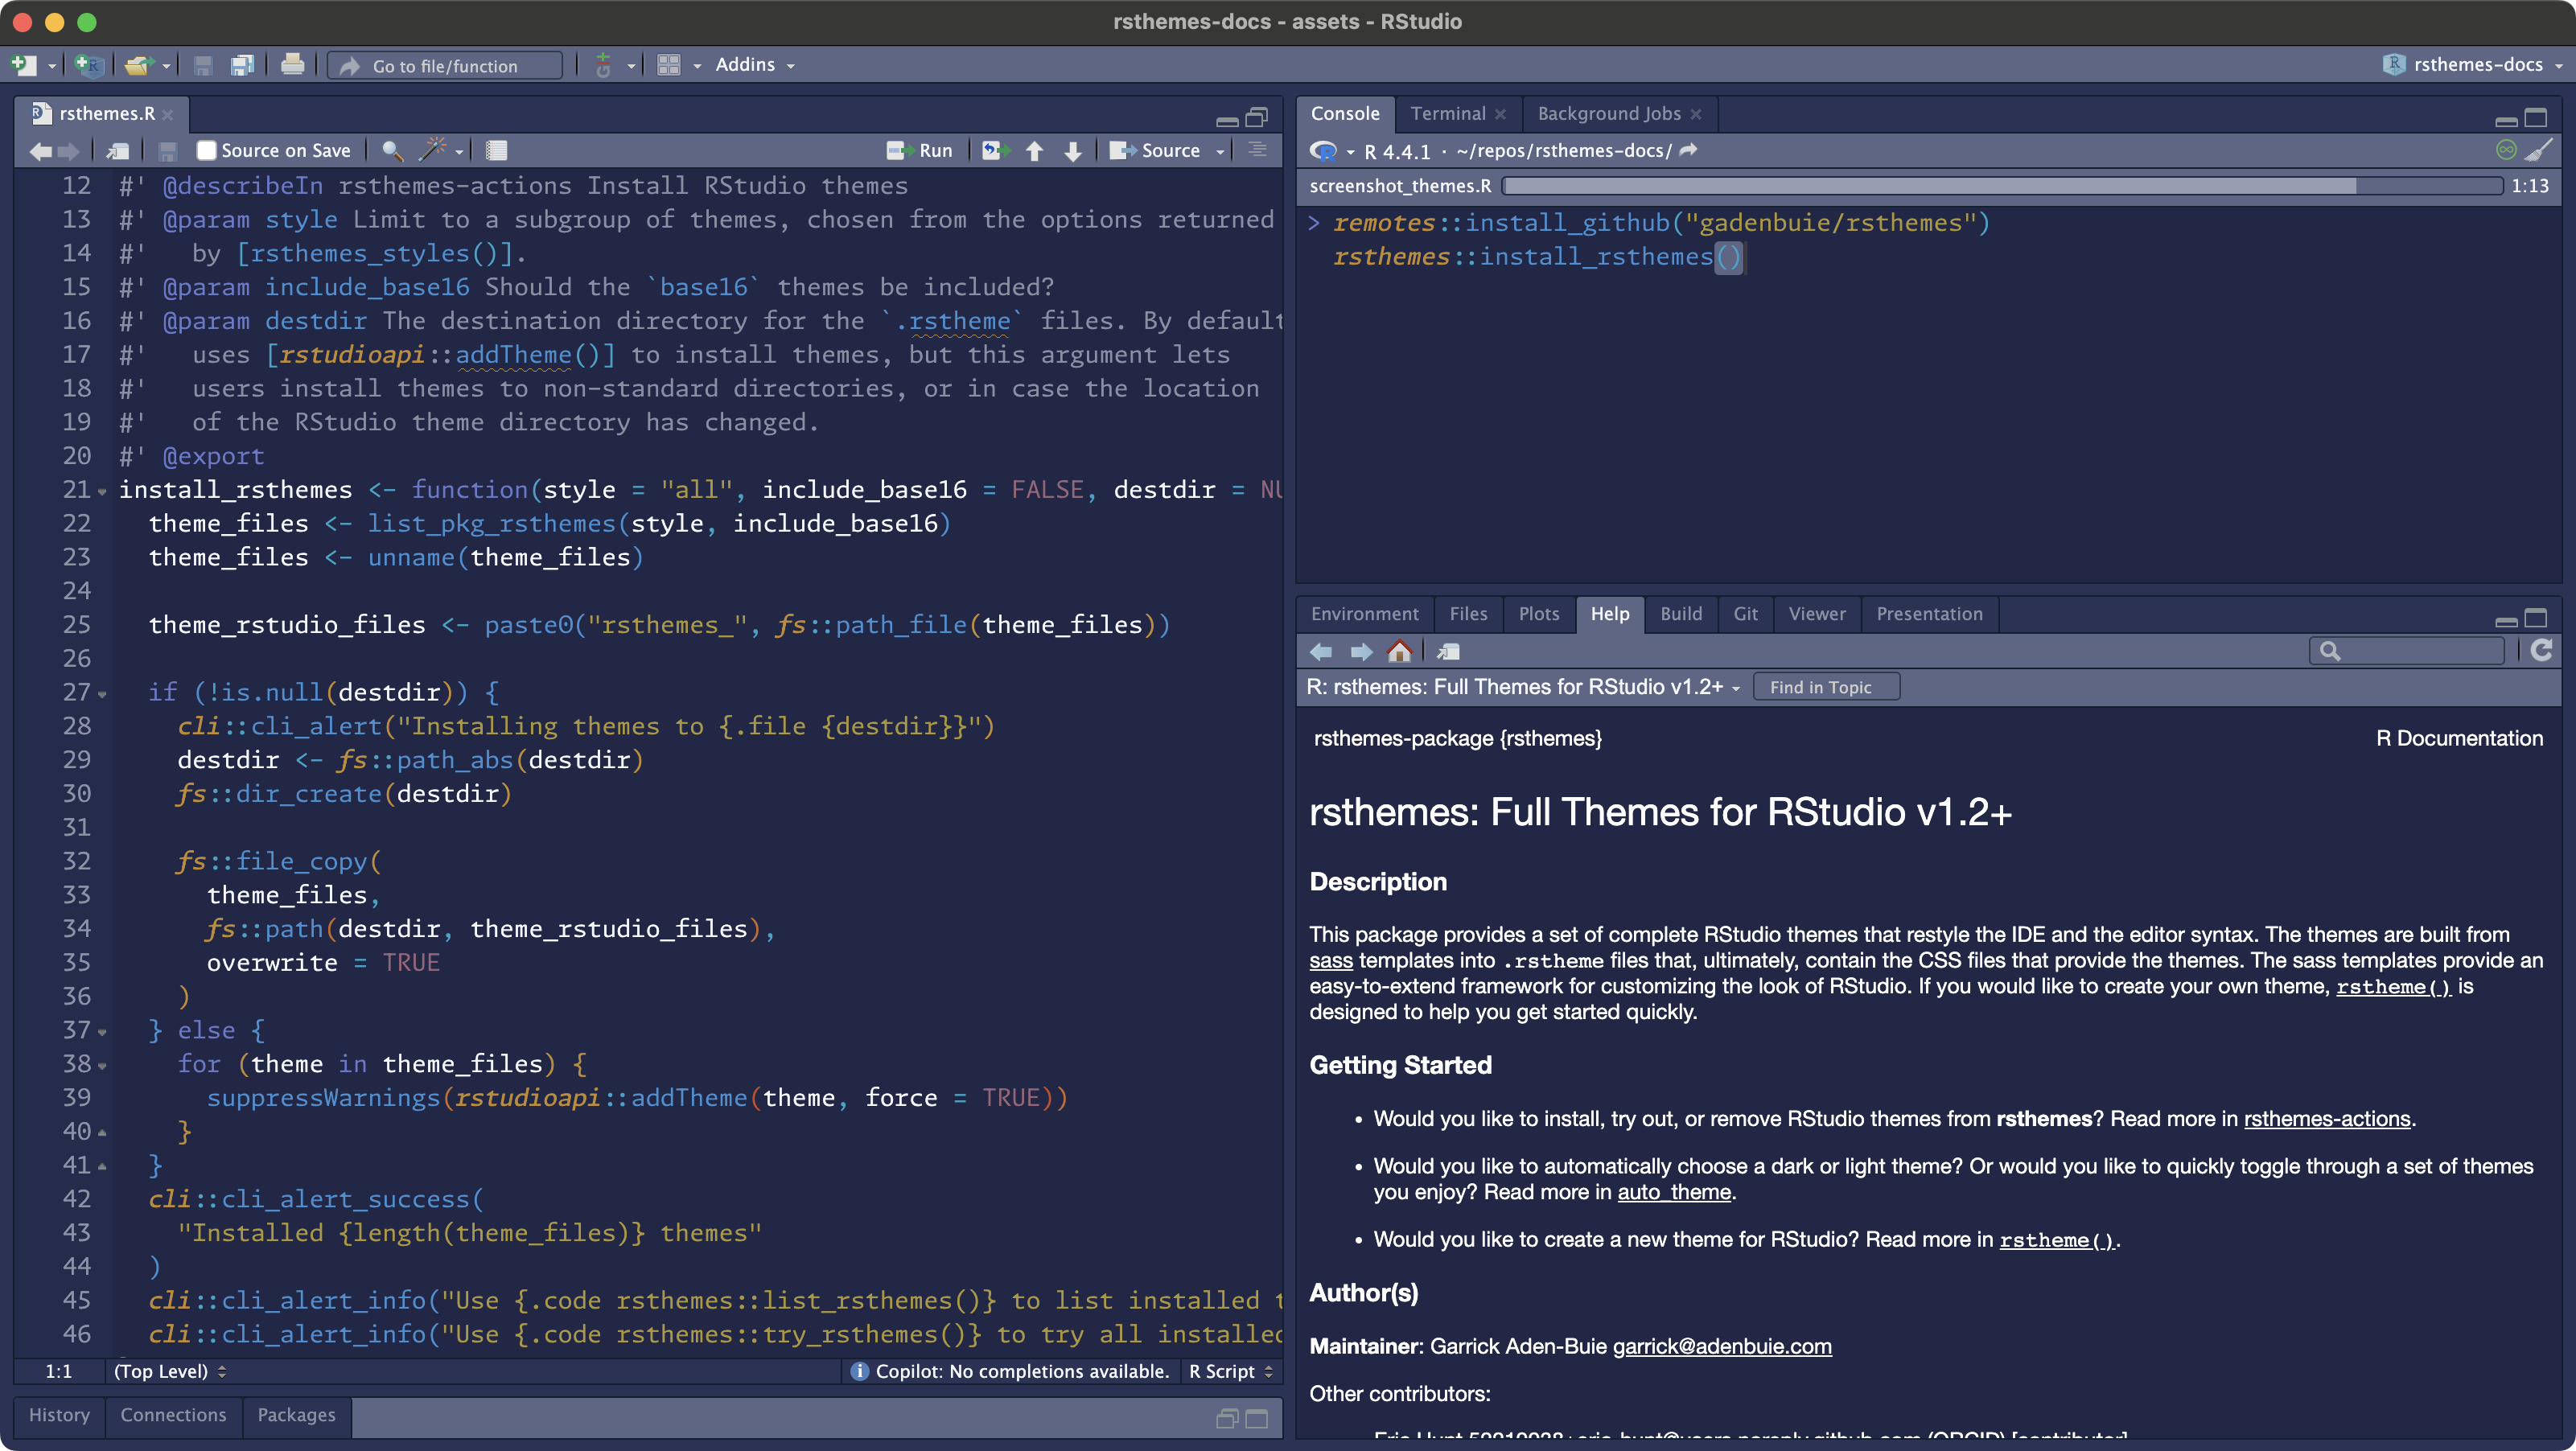 rsthemes-docs - assets - RStudio
Go to file/function
Addins
rsthemes-docs
rsthemes.R
Source on Save
Run
Source
12 #' @describeIn rsthemes-actions Install RStudio themes
13 #' @param style Limit to a subgroup of themes, chosen from the options returned
14 #'   by [rsthemes_styles()].
15 #' @param include_base16 Should the `base16` themes be included?
16 #' @param destdir The destination directory for the `.rstheme` files. By default
17 #'   uses [rstudioapi::addTheme()] to install themes, but this argument lets
18 #'   users install themes to non-standard directories, or in case the location
19 #'   of the RStudio theme directory has changed.
20 #' @export
21 install_rsthemes <- function(style = "all", include_base16 = FALSE, destdir = NU
22   theme_files <- list_pkg_rsthemes(style, include_base16)
23   theme_files <- unname(theme_files)
24
25   theme_rstudio_files <- paste0("rsthemes_", fs::path_file(theme_files))
26
27   if (!is.null(destdir)) {
28     cli::cli_alert("Installing themes to {.file {destdir}}")
29     destdir <- fs::path_abs(destdir)
30     fs::dir_create(destdir)
31
32     fs::file_copy(
33       theme_files,
34       fs::path(destdir, theme_rstudio_files),
35       overwrite = TRUE
36     )
37   } else {
38     for (theme in theme_files) {
39       suppressWarnings(rstudioapi::addTheme(theme, force = TRUE))
40     }
41   }
42   cli::cli_alert_success(
43     "Installed {length(theme_files)} themes"
44   )
45   cli::cli_alert_info("Use {.code rsthemes::list_rsthemes()} to list installed t
46   cli::cli_alert_info("Use {.code rsthemes::try_rsthemes()} to try all installed
1:1 (Top Level) Copilot: No completions available. R Script
History Connections Packages
Console Terminal Background Jobs
R 4.4.1 · ~/repos/rsthemes-docs/
screenshot_themes.R 1:13
> remotes::install_github("gadenbuie/rsthemes")
  rsthemes::install_rsthemes()
Environment Files Plots Help Build Git Viewer Presentation
R: rsthemes: Full Themes for RStudio v1.2+ Find in Topic
rsthemes-package {rsthemes} R Documentation
rsthemes: Full Themes for RStudio v1.2+
Description
This package provides a set of complete RStudio themes that restyle the IDE and the editor syntax. The themes are built from
sass templates into .rstheme files that, ultimately, contain the CSS files that provide the themes. The sass templates provide an
easy-to-extend framework for customizing the look of RStudio. If you would like to create your own theme, rstheme() is
designed to help you get started quickly.
Getting Started
• Would you like to install, try out, or remove RStudio themes from rsthemes? Read more in rsthemes-actions.
• Would you like to automatically choose a dark or light theme? Or would you like to quickly toggle through a set of themes
you enjoy? Read more in auto_theme.
• Would you like to create a new theme for RStudio? Read more in rstheme().
Author(s)
Maintainer: Garrick Aden-Buie garrick@adenbuie.com
Other contributors: